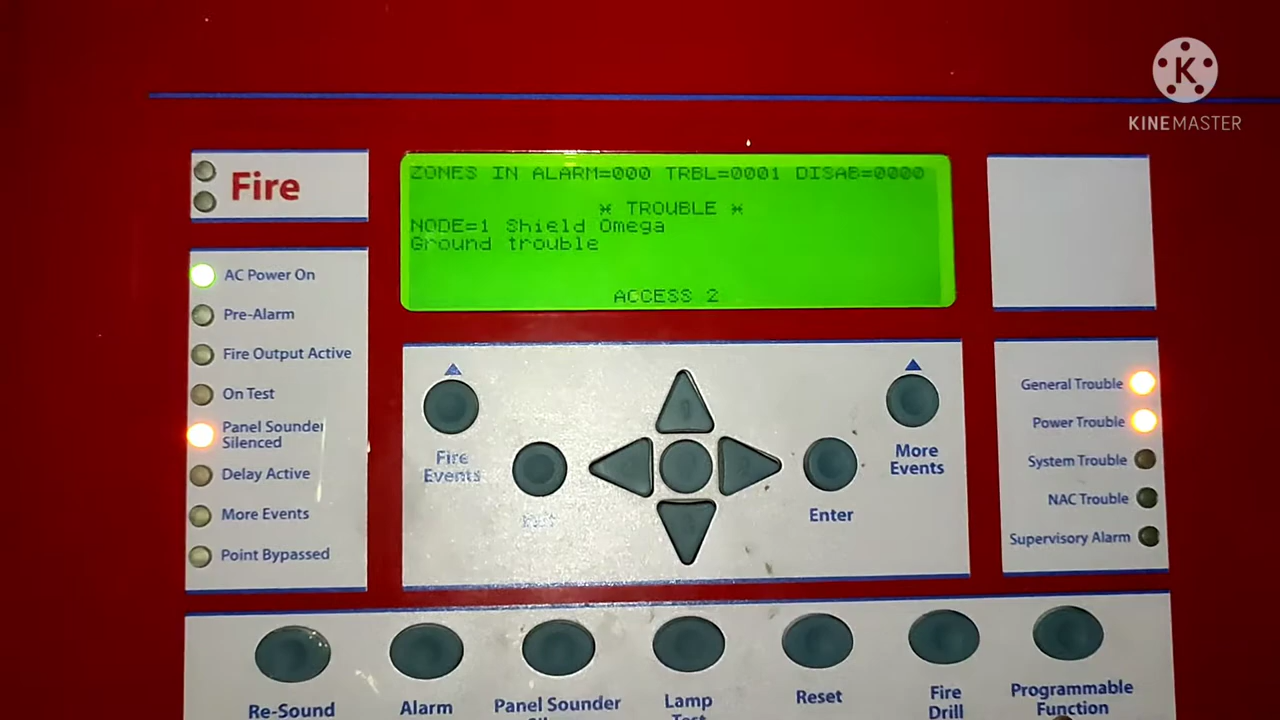 K
KINEMASTER
Fire
ZONES IN ALARM=000 TRBL=0001 DISAB=0000
* TROUBLE *
NODE=1 Shield Omega
Ground trouble
ACCESS 2
AC Power On
Pre-Alarm
Fire Output Active
On Test
Panel Sounder
Silenced
Delay Active
More Events
Point Bypassed
Fire
Events
1
2
Enter
More
Events
General Trouble
Power Trouble
System Trouble
NAC Trouble
Supervisory Alarm
Re-Sound
Alarm
Panel Sounder
Lamp
Test
Reset
Fire
Drill
Programmable
Function